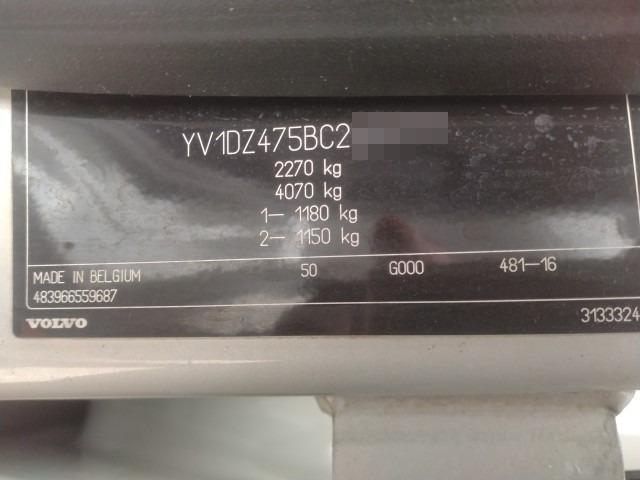 YV1DZ475BC2
2270 kg
4070 kg
1- 1180 kg
2- 1150 kg
MADE IN BELGIUM 50 G000 481-16
483966559687
VOLVO 3133324